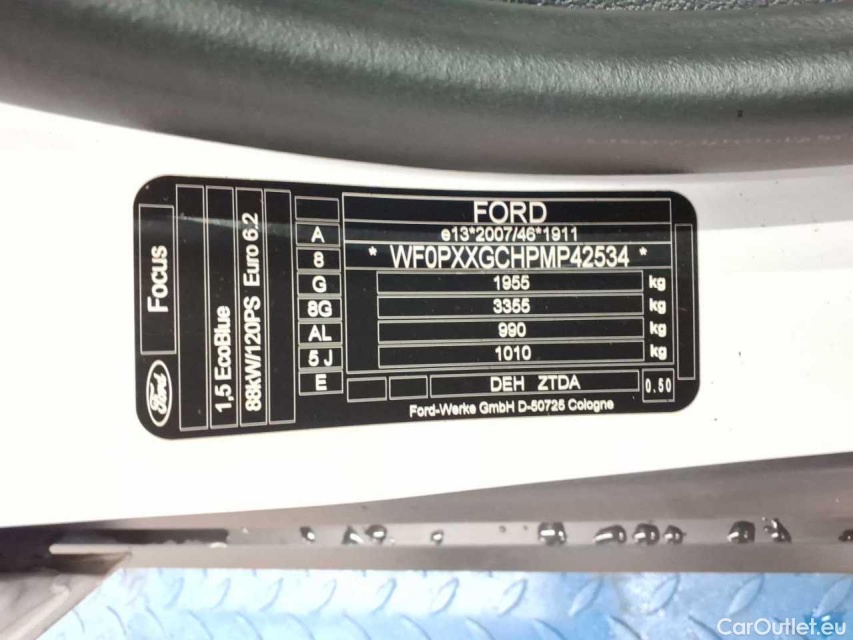 Focus
Ford
1,5 EcoBlue
88kW/120PS Euro 6.2
FORD
A e13*2007/46*1911
8 * WF0PXXGCHPMP42534 *
G 1955 kg
8G 3355 kg
AL 990 kg
5 J 1010 kg
E DEH ZTDA 0.50
Ford-Werke GmbH D-50725 Cologne
CarOutlet.eu